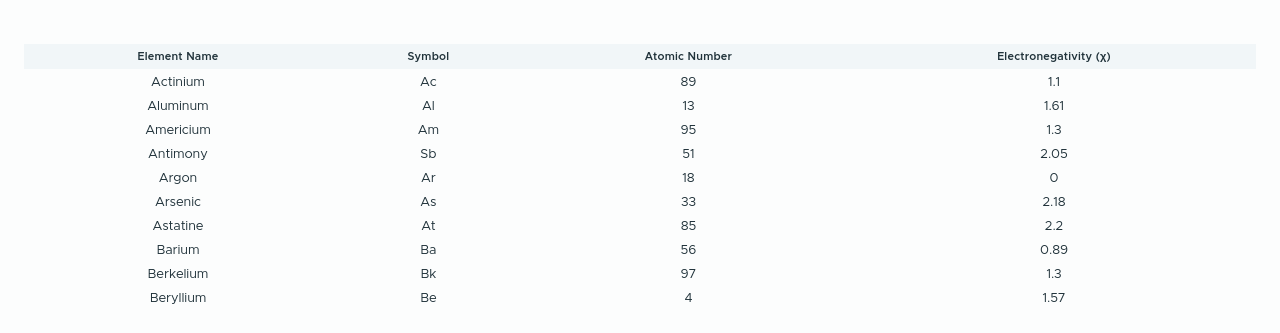 Element Name Symbol Atomic Number Electronegativity (χ)
Actinium Ac 89 1.1
Aluminum Al 13 1.61
Americium Am 95 1.3
Antimony Sb 51 2.05
Argon Ar 18 0
Arsenic As 33 2.18
Astatine At 85 2.2
Barium Ba 56 0.89
Berkelium Bk 97 1.3
Beryllium Be 4 1.57